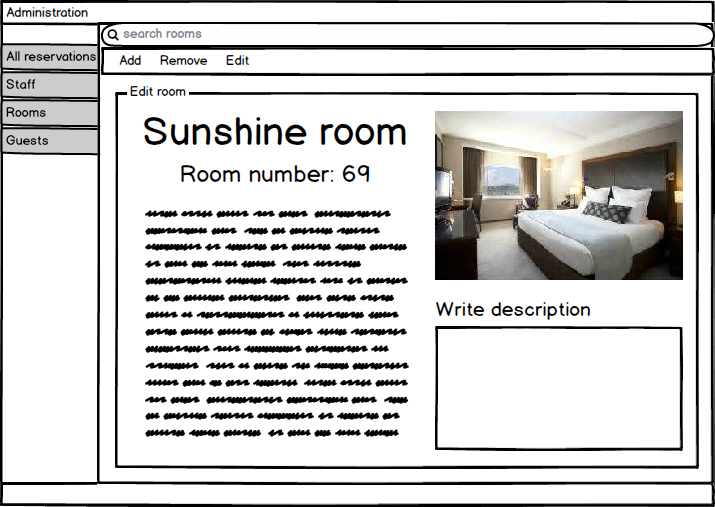 Administration
search rooms
All reservations
Staff
Rooms
Guests
Add Remove Edit
Edit room
Sunshine room
Room number: 69
Write description